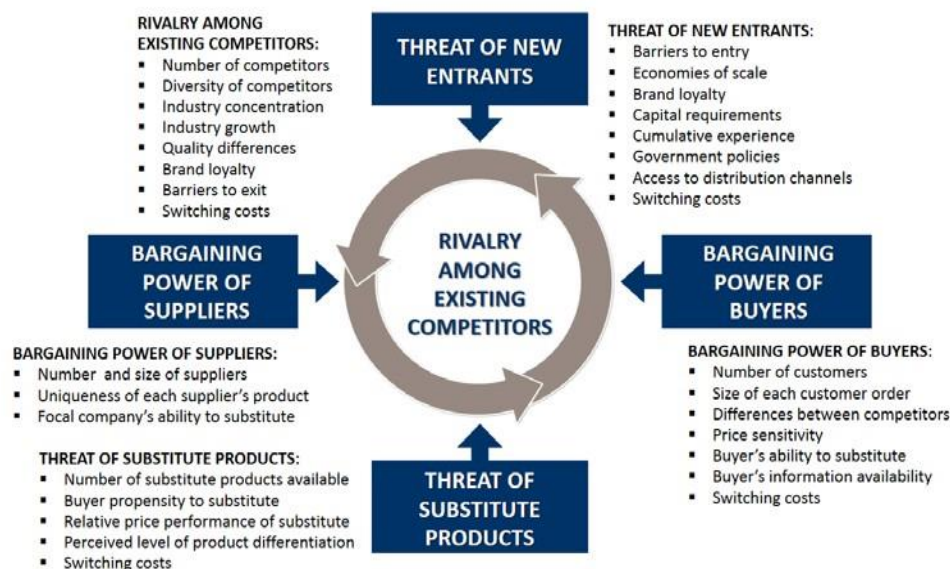 RIVALRY AMONG
EXISTING COMPETITORS:
▪ Number of competitors
▪ Diversity of competitors
▪ Industry concentration
▪ Industry growth
▪ Quality differences
▪ Brand loyalty
▪ Barriers to exit
▪ Switching costs
THREAT OF NEW
ENTRANTS
THREAT OF NEW ENTRANTS:
▪ Barriers to entry
▪ Economies of scale
▪ Brand loyalty
▪ Capital requirements
▪ Cumulative experience
▪ Government policies
▪ Access to distribution channels
▪ Switching costs
BARGAINING
POWER OF
SUPPLIERS
RIVALRY
AMONG
EXISTING
COMPETITORS
BARGAINING
POWER OF
BUYERS
BARGAINING POWER OF SUPPLIERS:
▪ Number and size of suppliers
▪ Uniqueness of each supplier's product
▪ Focal company's ability to substitute
BARGAINING POWER OF BUYERS:
▪ Number of customers
▪ Size of each customer order
▪ Differences between competitors
▪ Price sensitivity
▪ Buyer's ability to substitute
▪ Buyer's information availability
▪ Switching costs
THREAT OF SUBSTITUTE PRODUCTS:
▪ Number of substitute products available
▪ Buyer propensity to substitute
▪ Relative price performance of substitute
▪ Perceived level of product differentiation
▪ Switching costs
THREAT OF
SUBSTITUTE
PRODUCTS